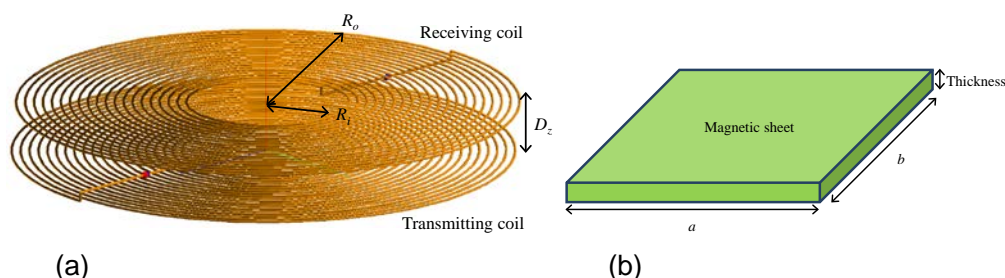 R_o
Receiving coil
R_i
D_z
Transmitting coil
(a)
Thickness
Magnetic sheet
b
a
(b)